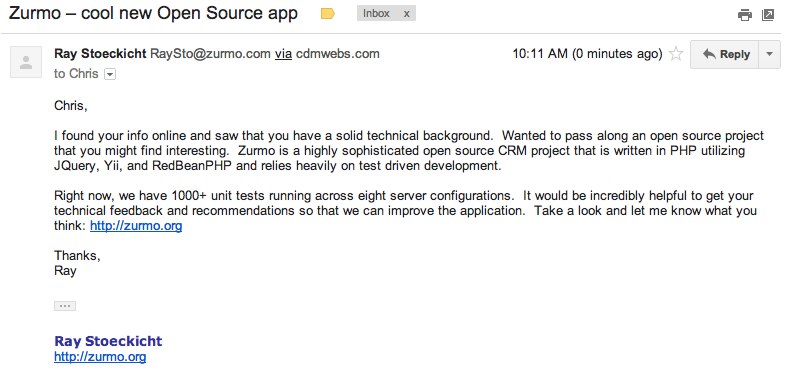 Zurmo – cool new Open Source app Inbox x
Ray Stoeckicht RaySto@zurmo.com via cdmwebs.com 10:11 AM (0 minutes ago) Reply
to Chris
Chris,
I found your info online and saw that you have a solid technical background.  Wanted to pass along an open source project
that you might find interesting.  Zurmo is a highly sophisticated open source CRM project that is written in PHP utilizing
JQuery, Yii, and RedBeanPHP and relies heavily on test driven development.
Right now, we have 1000+ unit tests running across eight server configurations.  It would be incredibly helpful to get your
technical feedback and recommendations so that we can improve the application.  Take a look and let me know what you
think: http://zurmo.org
Thanks,
Ray
...
Ray Stoeckicht
http://zurmo.org